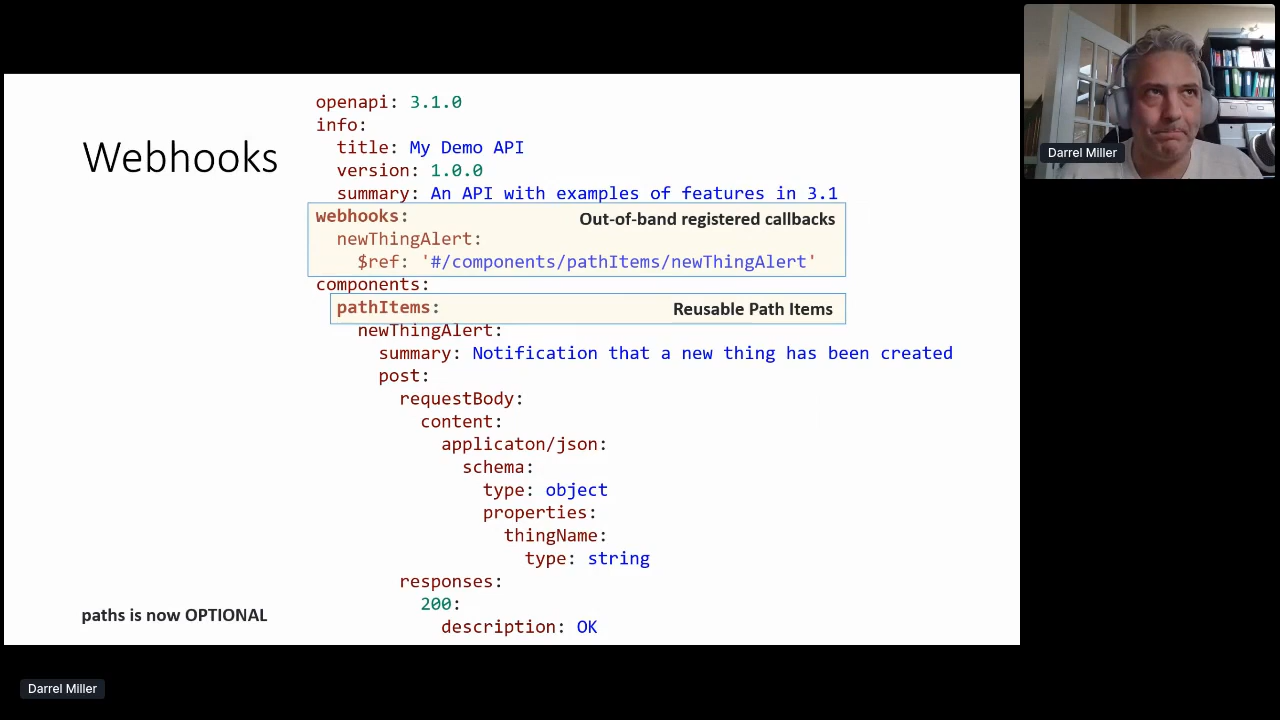 Webhooks
openapi: 3.1.0
info:
title: My Demo API
version: 1.0.0
summary: An API with examples of features in 3.1
webhooks:
Out-of-band registered callbacks
newThingAlert:
$ref: '#/components/pathItems/newThingAlert'
components:
pathItems:
Reusable Path Items
newThingAlert:
summary: Notification that a new thing has been created
post:
requestBody:
content:
applicaton/json:
schema:
type: object
properties:
thingName:
type: string
responses:
200:
description: OK
paths is now OPTIONAL
Darrel Miller
Darrel Miller